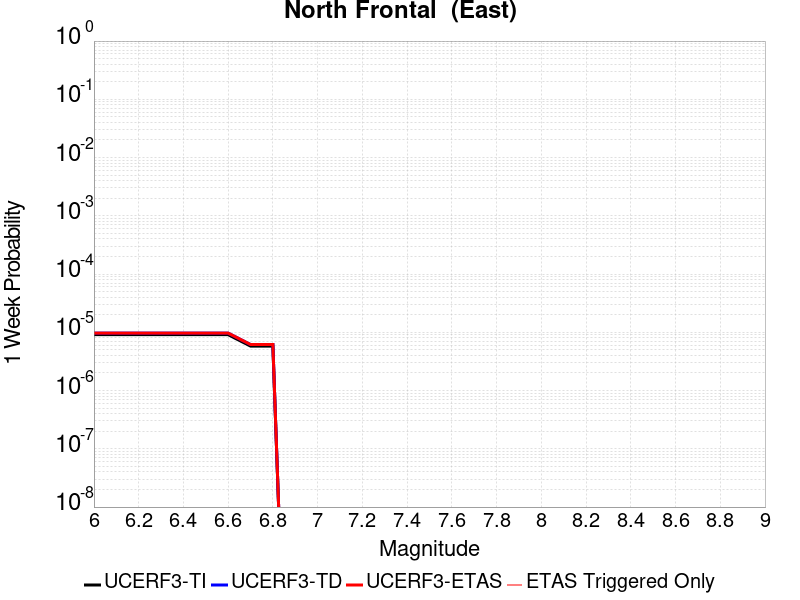 North Frontal  (East)
10^0
10^-1
10^-2
10^-3
10^-4
10^-5
10^-6
10^-7
10^-8
1 Week Probability
6 6.2 6.4 6.6 6.8 7 7.2 7.4 7.6 7.8 8 8.2 8.4 8.6 8.8 9
Magnitude
UCERF3-TI UCERF3-TD UCERF3-ETAS ETAS Triggered Only